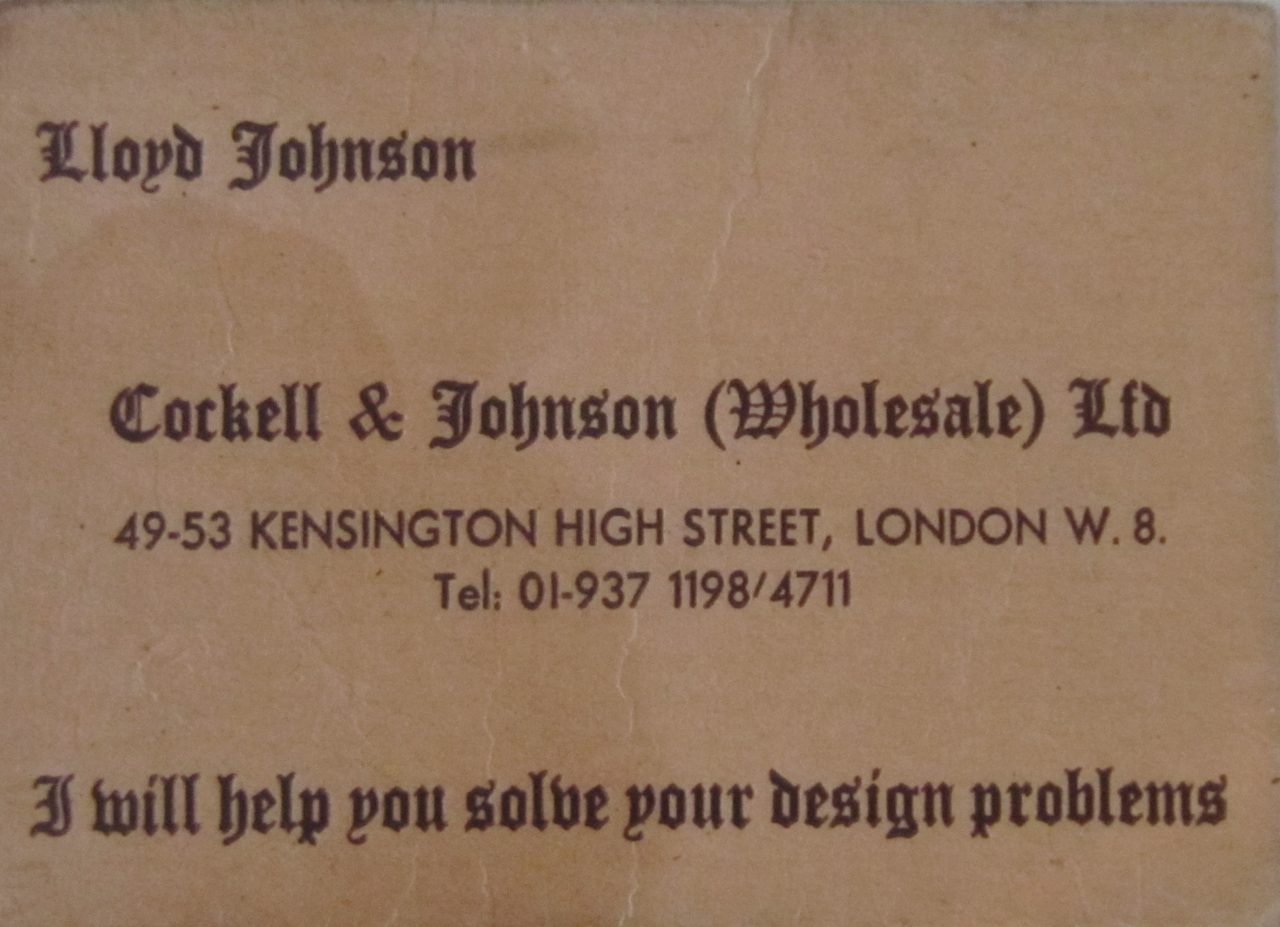 Lloyd Johnson
Cockell & Johnson (Wholesale) Ltd
49-53 KENSINGTON HIGH STREET, LONDON W. 8.
Tel: 01-937 1198/4711
I will help you solve your design problems